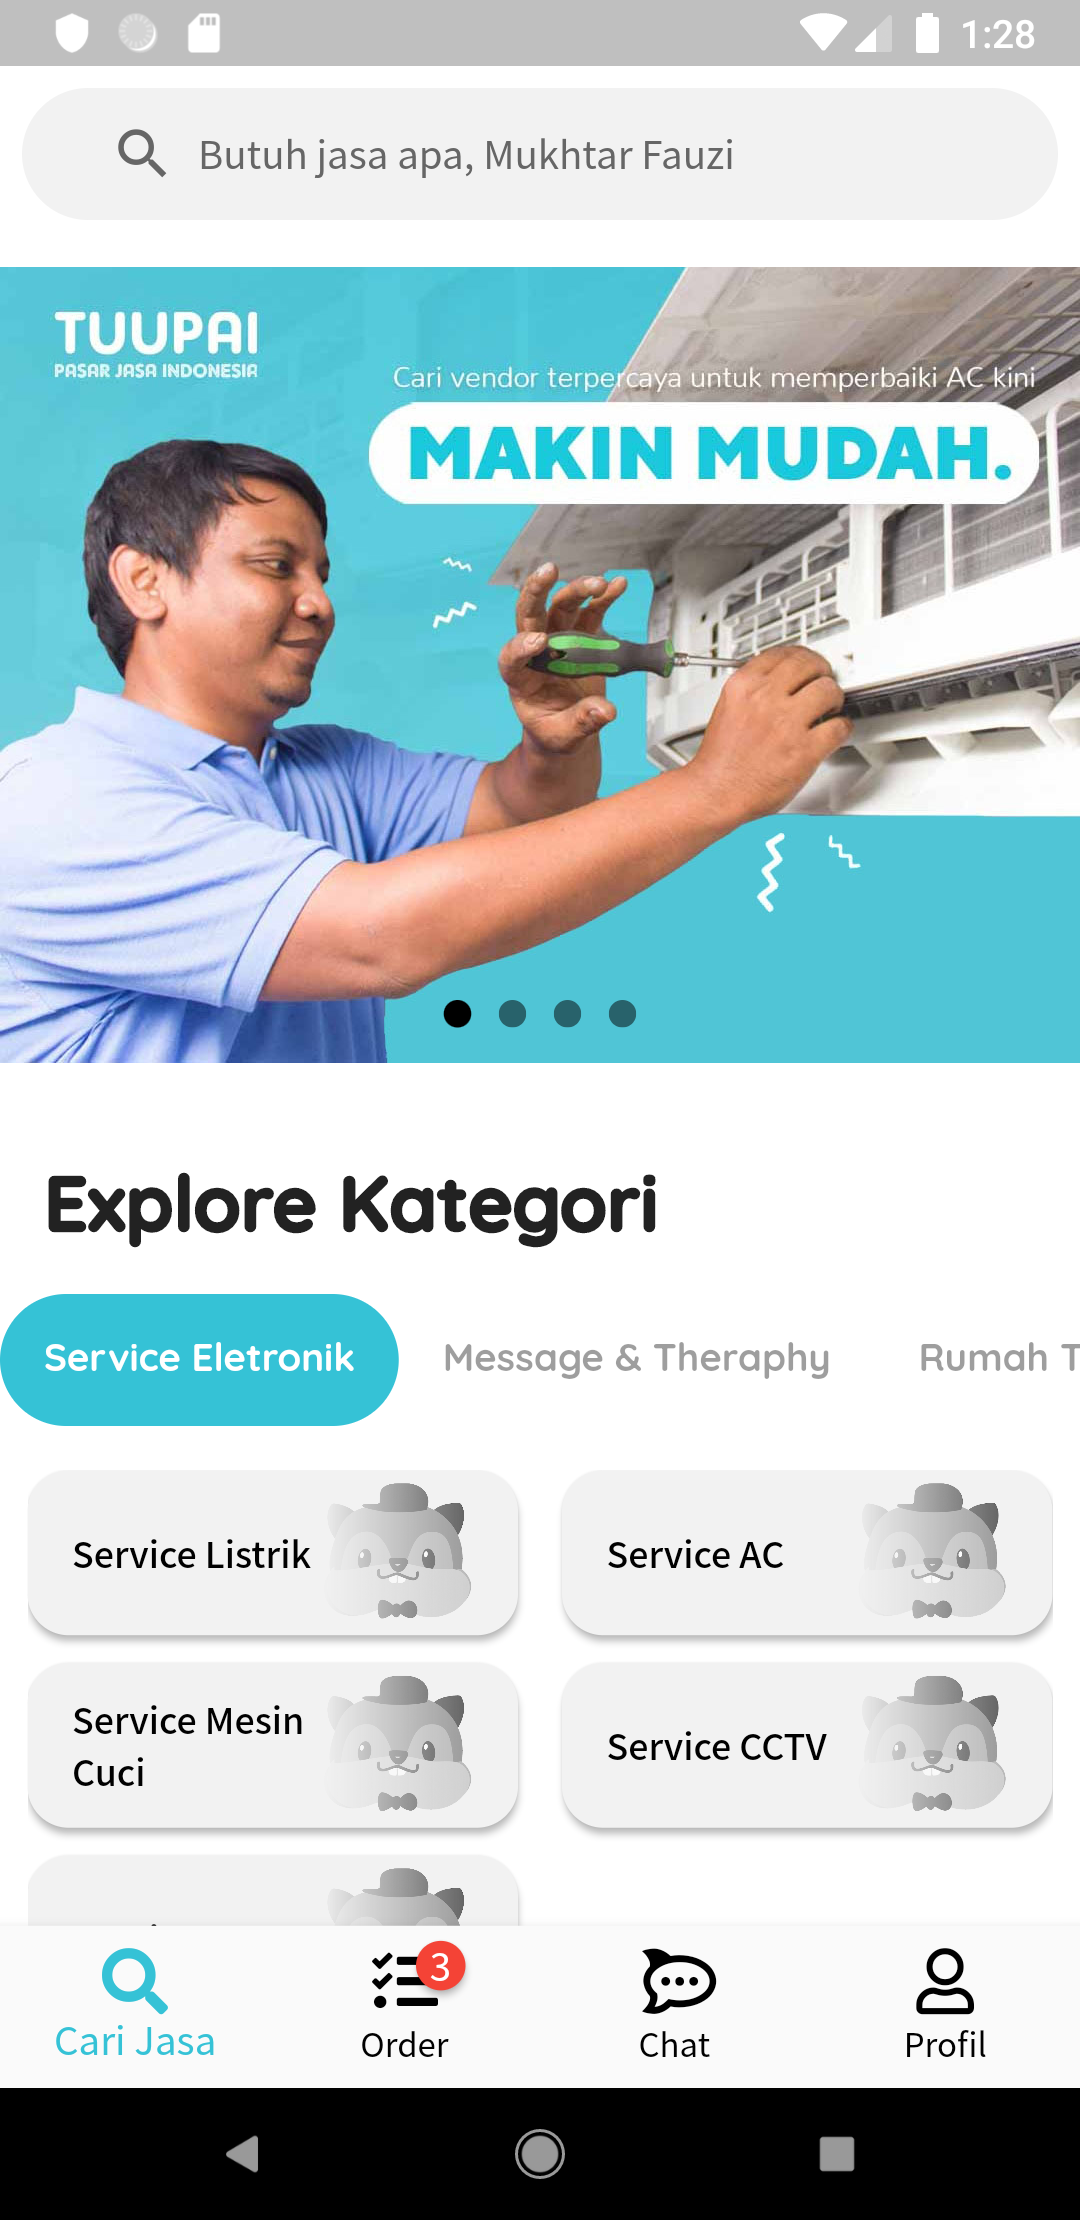 1:28
Butuh jasa apa, Mukhtar Fauzi
TUUPAI
PASAR JASA INDONESIA
Cari vendor terpercaya untuk memperbaiki AC kini
MAKIN MUDAH.
Explore Kategori
Service Eletronik
Message & Theraphy
Rumah T
Service Listrik
Service AC
Service Mesin
Cuci
Service CCTV
3
Cari Jasa
Order
Chat
Profil